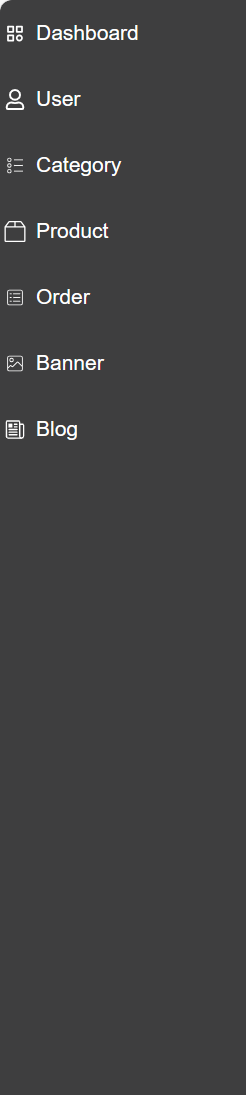 Dashboard
User
Category
Product
Order
Banner
Blog